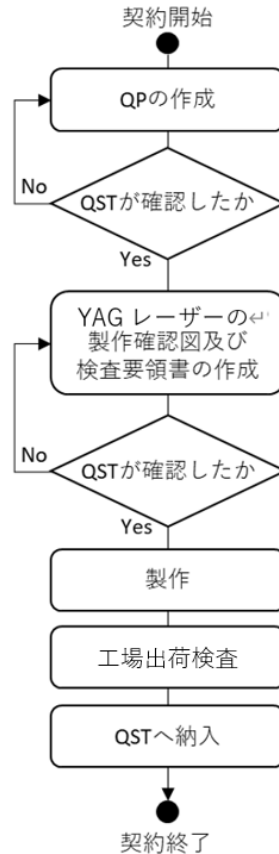 契約開始
QPの作成
No
QSTが確認したか
Yes
YAG レーザーの↵
製作確認図及び
検査要領書の作成
No
QSTが確認したか
Yes
製作
工場出荷検査
QSTへ納入
契約終了